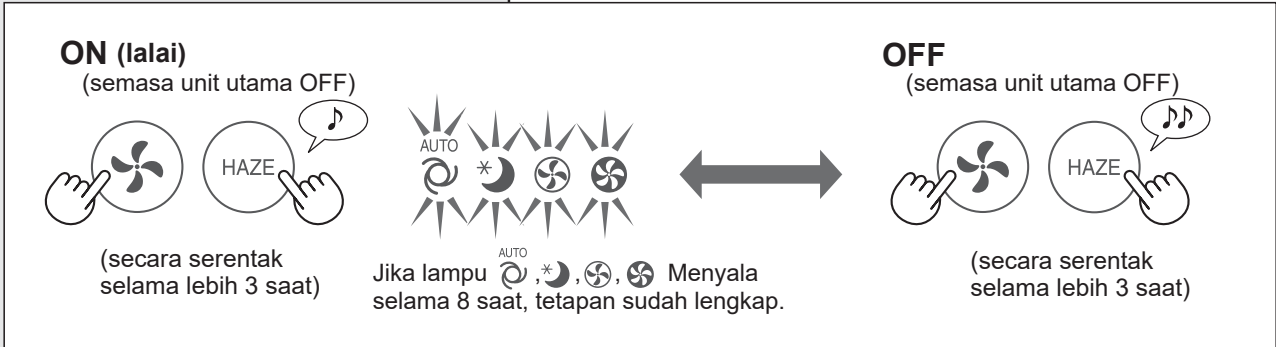 ON (lalai)
(semasa unit utama OFF)
HAZE
(secara serentak
selama lebih 3 saat)
AUTO
AUTO
Jika lampu , , , Menyala
selama 8 saat, tetapan sudah lengkap.
OFF
(semasa unit utama OFF)
HAZE
(secara serentak
selama lebih 3 saat)